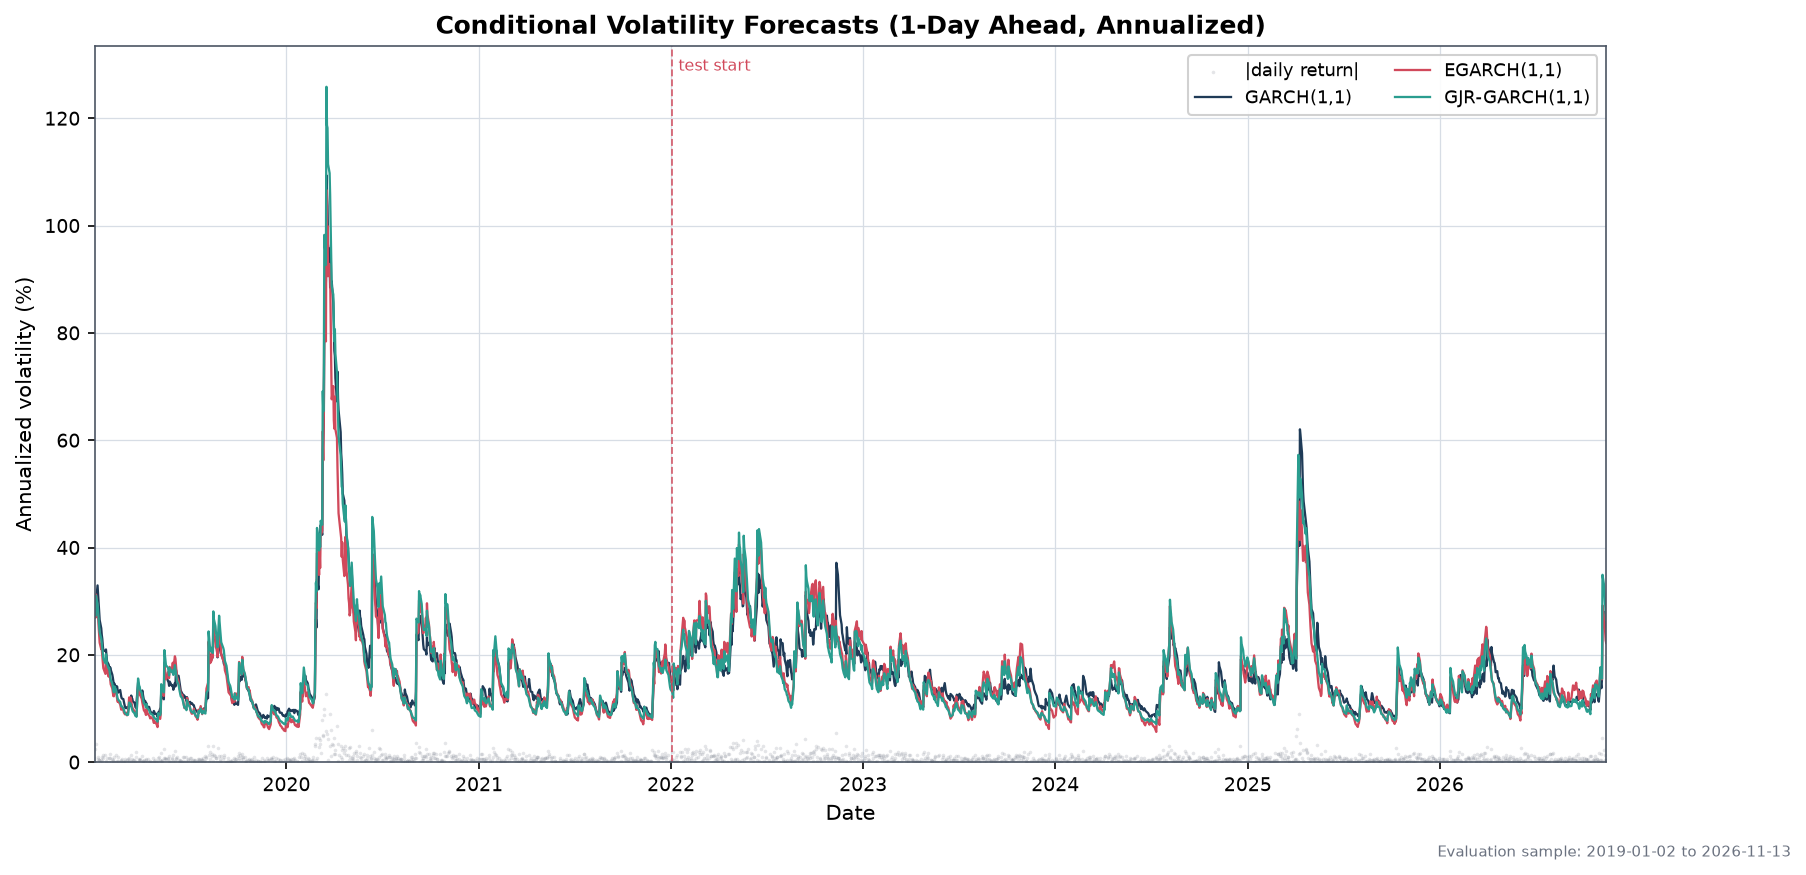 Conditional Volatility Forecasts (1-Day Ahead, Annualized)
test start
|daily return|
GARCH(1,1)
EGARCH(1,1)
GJR-GARCH(1,1)
Annualized volatility (%)
120
100
80
60
40
20
0
2020
2021
2022
2023
2024
2025
2026
Date
Evaluation sample: 2019-01-02 to 2026-11-13